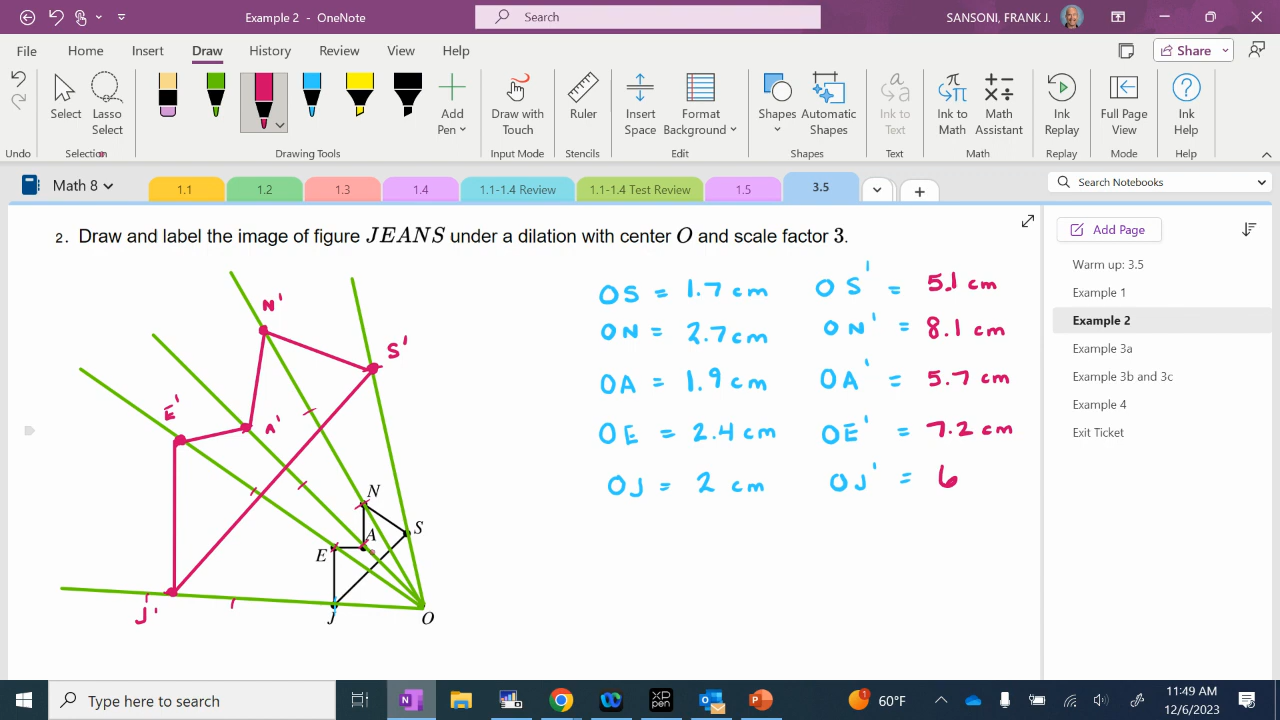 Example 2 - OneNote
Search
SANSONI, FRANK J.
File Home Insert Draw History Review View Help
Share
Select
Lasso Select
Add Pen
Draw with Touch
Ruler
Insert Space
Format Background
Shapes
Automatic Shapes
Ink to Text
Ink to Math
Math Assistant
Ink Replay
Full Page View
Ink Help
Undo Selection Drawing Tools Input Mode Stencils Edit Shapes Text Math Replay Mode Help
Math 8
1.1 1.2 1.3 1.4 1.1-1.4 Review 1.1-1.4 Test Review 1.5 3.5
Search Notebooks
2. Draw and label the image of figure JEANS under a dilation with center O and scale factor 3.
Add Page
Warm up: 3.5
Example 1
Example 2
Example 3a
Example 3b and 3c
Example 4
Exit Ticket
N'
S'
E'
A'
J'
N
S
A
E
J
O
OS = 1.7 cm OS' = 5.1 cm
ON = 2.7cm ON' = 8.1 cm
OA = 1.9 cm OA' = 5.7 cm
OE = 2.4 cm OE' = 7.2 cm
OJ = 2 cm OJ' = 6
Type here to search
60°F
11:49 AM
12/6/2023